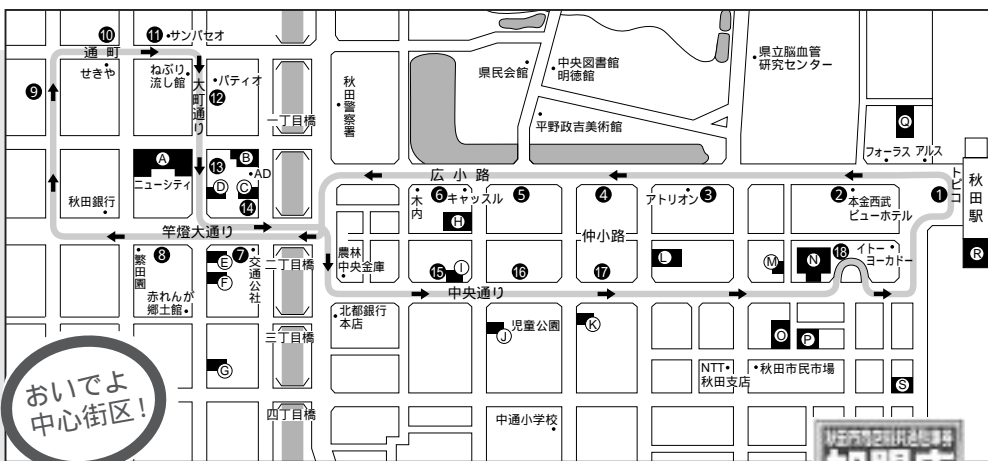 ⑩
⑪
・サンパセオ
通町
せきや
ねぶり
流し館
大町通り
・パティオ
⑫
⑨
一丁目橋
秋田警察署
県民会館
中央図書館
明徳館
県立脳血管
研究センター
平野政吉美術館
Ⓠ
フォーラス アルス
トピコ
秋田駅
Ⓐ
ニューシティ
⑬
Ⓑ
・AD
Ⓓ
Ⓒ
⑭
秋田銀行
広小路
木内
⑥
キャッスル
⑤
④
アトリオン
③
②
本金西武
ビューホテル
①
Ⓗ
竿燈大通り
仲小路
繁田園
⑧
⑦
交通公社
Ⓔ
Ⓕ
二丁目橋
農林
中央金庫
⑮
Ⓘ
⑯
⑰
Ⓛ
Ⓜ
Ⓝ
⑱
イトー
ヨーカドー
Ⓡ
中央通り
赤れんが
郷土館
北都銀行
本店
三丁目橋
Ⓙ
児童公園
Ⓚ
Ⓞ
Ⓟ
Ⓖ
NTT
秋田支店
・秋田市民市場
Ⓢ
おいでよ
中心街区!
四丁目橋
中通小学校